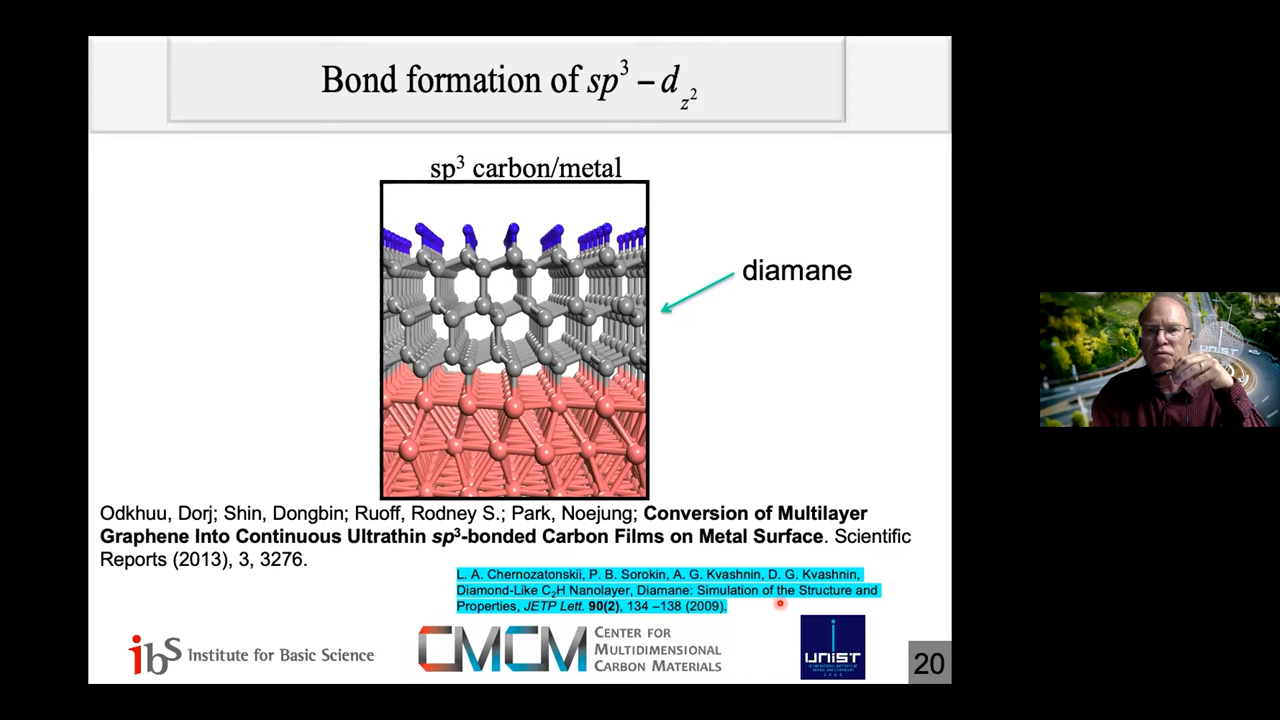 Bond formation of sp³ – d_z²
sp³ carbon/metal
diamane
Odkhuu, Dorj; Shin, Dongbin; Ruoff, Rodney S.; Park, Noejung; Conversion of Multilayer
Graphene Into Continuous Ultrathin sp³-bonded Carbon Films on Metal Surface. Scientific
Reports (2013), 3, 3276.
L. A. Chernozatonskii, P. B. Sorokin, A. G. Kvashnin, D. G. Kvashnin,
Diamond-Like C₂H Nanolayer, Diamane: Simulation of the Structure and
Properties, JETP Lett. 90(2), 134 –138 (2009).
ibS Institute for Basic Science
CMCM
CENTER FOR
MULTIDIMENSIONAL
CARBON MATERIALS
UNIST
20
UNIST